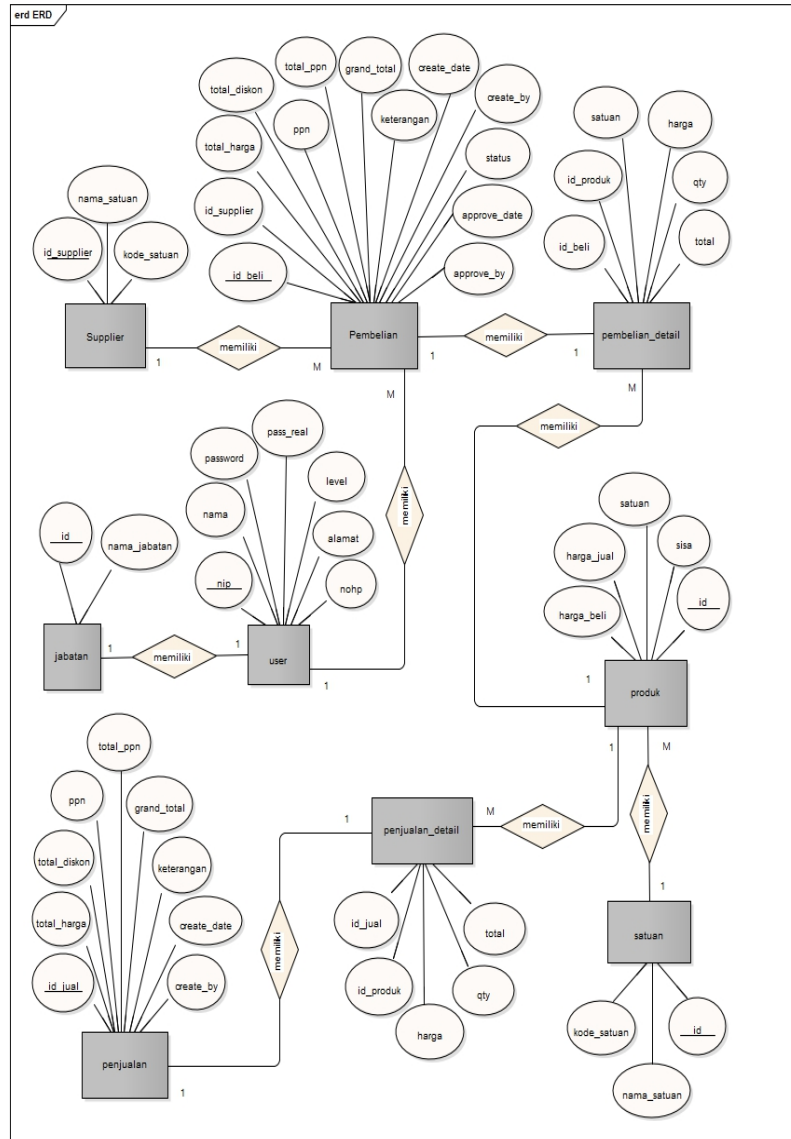 erd ERD
total_diskon
total_ppn
grand_total
create_date
create_by
ppn
keterangan
total_harga
status
id_supplier
approve_date
id_beli
approve_by
satuan
harga
id_produk
qty
id_beli
total
nama_satuan
id_supplier
kode_satuan
Supplier
memiliki
Pembelian
memiliki
pembelian_detail
1
M
1
1
M
M
memiliki
pass_real
password
level
nama
alamat
nip
nohp
memiliki
id
nama_jabatan
satuan
harga_jual
sisa
harga_beli
id
jabatan
1
memiliki
1
user
1
1
produk
1
M
total_ppn
ppn
grand_total
total_diskon
keterangan
total_harga
create_date
id_jual
create_by
penjualan
1
memiliki
1
penjualan_detail
M
memiliki
memiliki
id_jual
total
id_produk
qty
harga
1
satuan
kode_satuan
id
nama_satuan